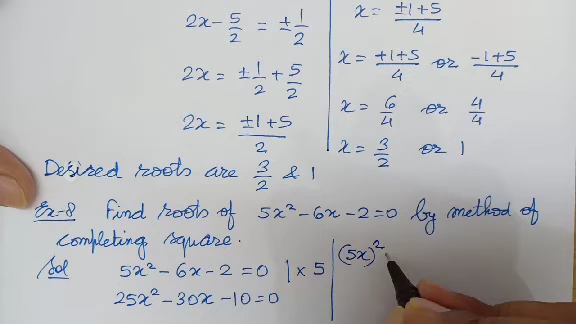 2x - 5/2 = ± 1/2
2x = ± 1/2 + 5/2
2x = ±1+5/2
x = ±1+5/4
x = +1+5/4 or -1+5/4
x = 6/4 or 4/4
x = 3/2 or 1
Desired roots are 3/2 & 1
Ex-8 Find roots of 5x² - 6x - 2 = 0 by method of
completing square.
Sol 5x² - 6x - 2 = 0 | × 5
25x² - 30x - 10 = 0
(5x)²